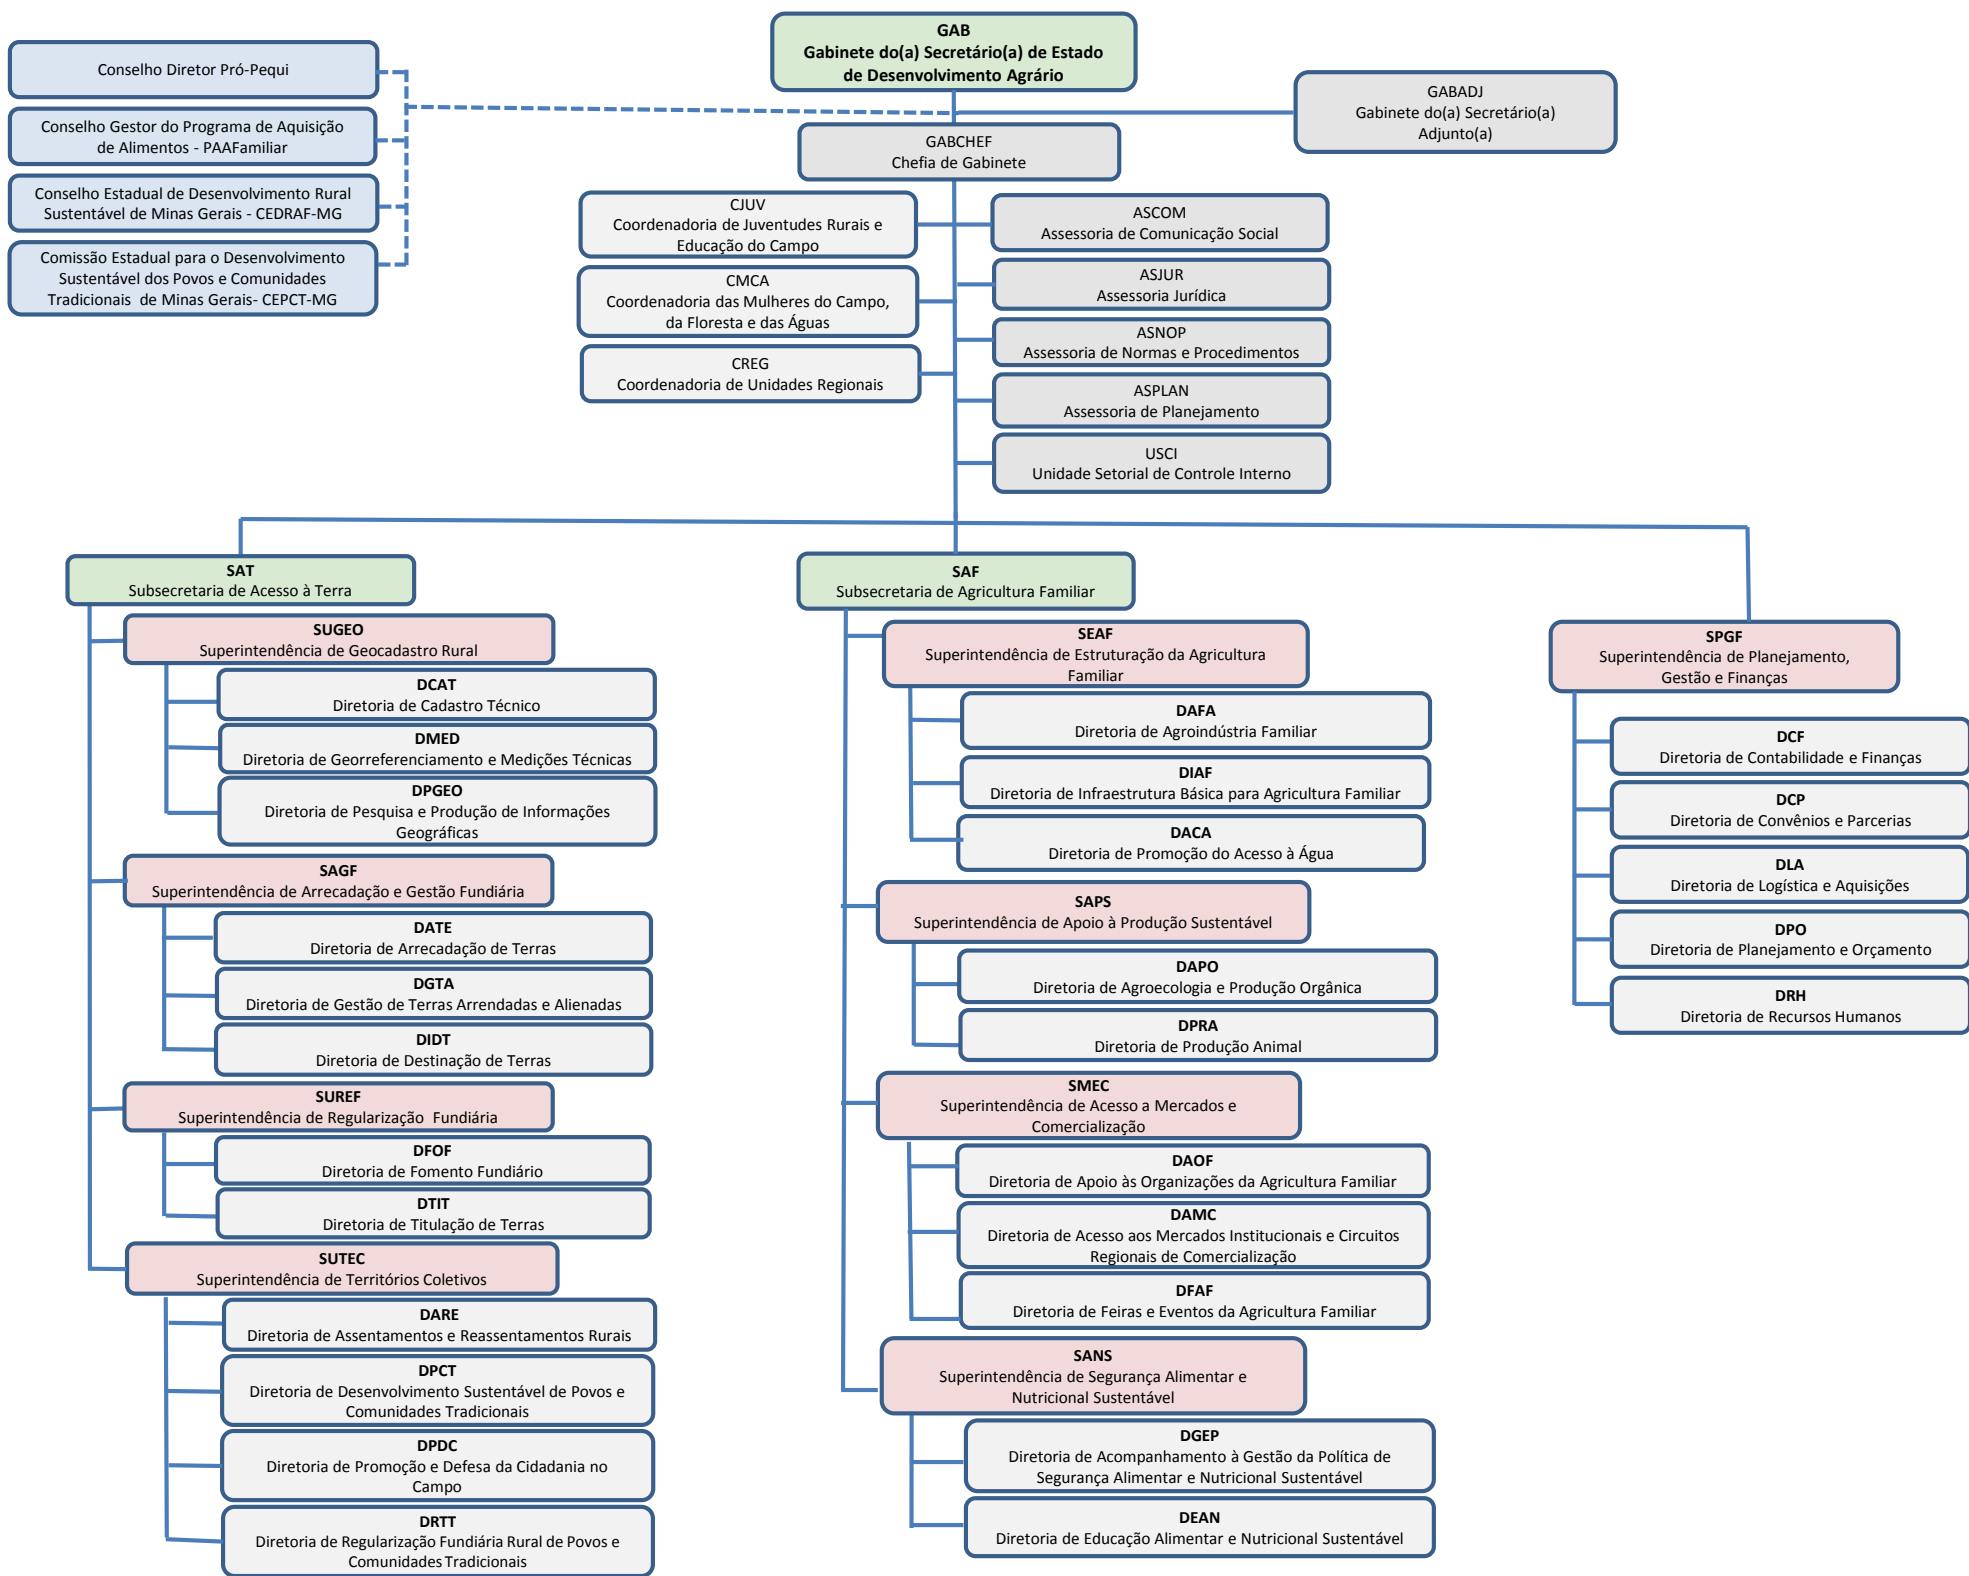 GAB
Gabinete do(a) Secretário(a) de Estado
de Desenvolvimento Agrário
Conselho Diretor Pró-Pequi
Conselho Gestor do Programa de Aquisição
de Alimentos - PAAFamiliar
Conselho Estadual de Desenvolvimento Rural
Sustentável de Minas Gerais - CEDRAF-MG
Comissão Estadual para o Desenvolvimento
Sustentável dos Povos e Comunidades
Tradicionais de Minas Gerais- CEPCT-MG
GABADJ
Gabinete do(a) Secretário(a)
Adjunto(a)
GABCHEF
Chefia de Gabinete
CJUV
Coordenadoria de Juventudes Rurais e
Educação do Campo
CMCA
Coordenadoria das Mulheres do Campo,
da Floresta e das Águas
CREG
Coordenadoria de Unidades Regionais
ASCOM
Assessoria de Comunicação Social
ASJUR
Assessoria Jurídica
ASNOP
Assessoria de Normas e Procedimentos
ASPLAN
Assessoria de Planejamento
USCI
Unidade Setorial de Controle Interno
SAT
Subsecretaria de Acesso à Terra
SUGEO
Superintendência de Geocadastro Rural
DCAT
Diretoria de Cadastro Técnico
DMED
Diretoria de Georreferenciamento e Medições Técnicas
DPGEO
Diretoria de Pesquisa e Produção de Informações
Geográficas
SAGF
Superintendência de Arrecadação e Gestão Fundiária
DATE
Diretoria de Arrecadação de Terras
DGTA
Diretoria de Gestão de Terras Arrendadas e Alienadas
DIDT
Diretoria de Destinação de Terras
SUREF
Superintendência de Regularização Fundiária
DFOF
Diretoria de Fomento Fundiário
DTIT
Diretoria de Titulação de Terras
SUTEC
Superintendência de Territórios Coletivos
DARE
Diretoria de Assentamentos e Reassentamentos Rurais
DPCT
Diretoria de Desenvolvimento Sustentável de Povos e
Comunidades Tradicionais
DPDC
Diretoria de Promoção e Defesa da Cidadania no
Campo
DRTT
Diretoria de Regularização Fundiária Rural de Povos e
Comunidades Tradicionais
SAF
Subsecretaria de Agricultura Familiar
SEAF
Superintendência de Estruturação da Agricultura
Familiar
DAFA
Diretoria de Agroindústria Familiar
DIAF
Diretoria de Infraestrutura Básica para Agricultura Familiar
DACA
Diretoria de Promoção do Acesso à Água
SAPS
Superintendência de Apoio à Produção Sustentável
DAPO
Diretoria de Agroecologia e Produção Orgânica
DPRA
Diretoria de Produção Animal
SMEC
Superintendência de Acesso a Mercados e
Comercialização
DAOF
Diretoria de Apoio às Organizações da Agricultura Familiar
DAMC
Diretoria de Acesso aos Mercados Institucionais e Circuitos
Regionais de Comercialização
DFAF
Diretoria de Feiras e Eventos da Agricultura Familiar
SANS
Superintendência de Segurança Alimentar e
Nutricional Sustentável
DGEP
Diretoria de Acompanhamento à Gestão da Política de
Segurança Alimentar e Nutricional Sustentável
DEAN
Diretoria de Educação Alimentar e Nutricional Sustentável
SPGF
Superintendência de Planejamento,
Gestão e Finanças
DCF
Diretoria de Contabilidade e Finanças
DCP
Diretoria de Convênios e Parcerias
DLA
Diretoria de Logística e Aquisições
DPO
Diretoria de Planejamento e Orçamento
DRH
Diretoria de Recursos Humanos